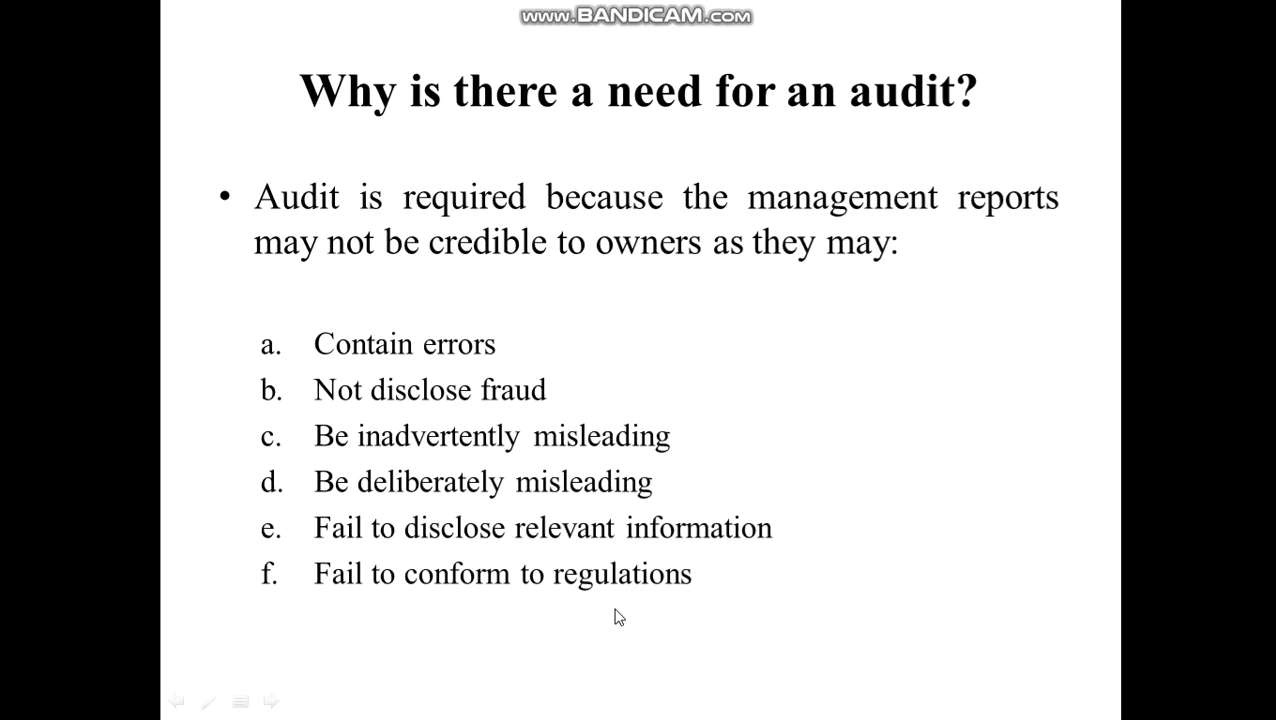 www.BANDICAM.com
Why is there a need for an audit?
• Audit is required because the management reports
may not be credible to owners as they may:
a. Contain errors
b. Not disclose fraud
c. Be inadvertently misleading
d. Be deliberately misleading
e. Fail to disclose relevant information
f. Fail to conform to regulations